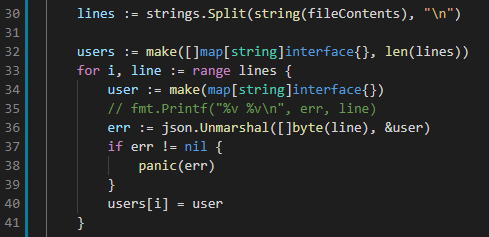 30 lines := strings.Split(string(fileContents), "\n")
31
32 users := make([]map[string]interface{}, len(lines))
33 for i, line := range lines {
34 user := make(map[string]interface{})
35 // fmt.Printf("%v %v\n", err, line)
36 err := json.Unmarshal([]byte(line), &user)
37 if err != nil {
38 panic(err)
39 }
40 users[i] = user
41 }